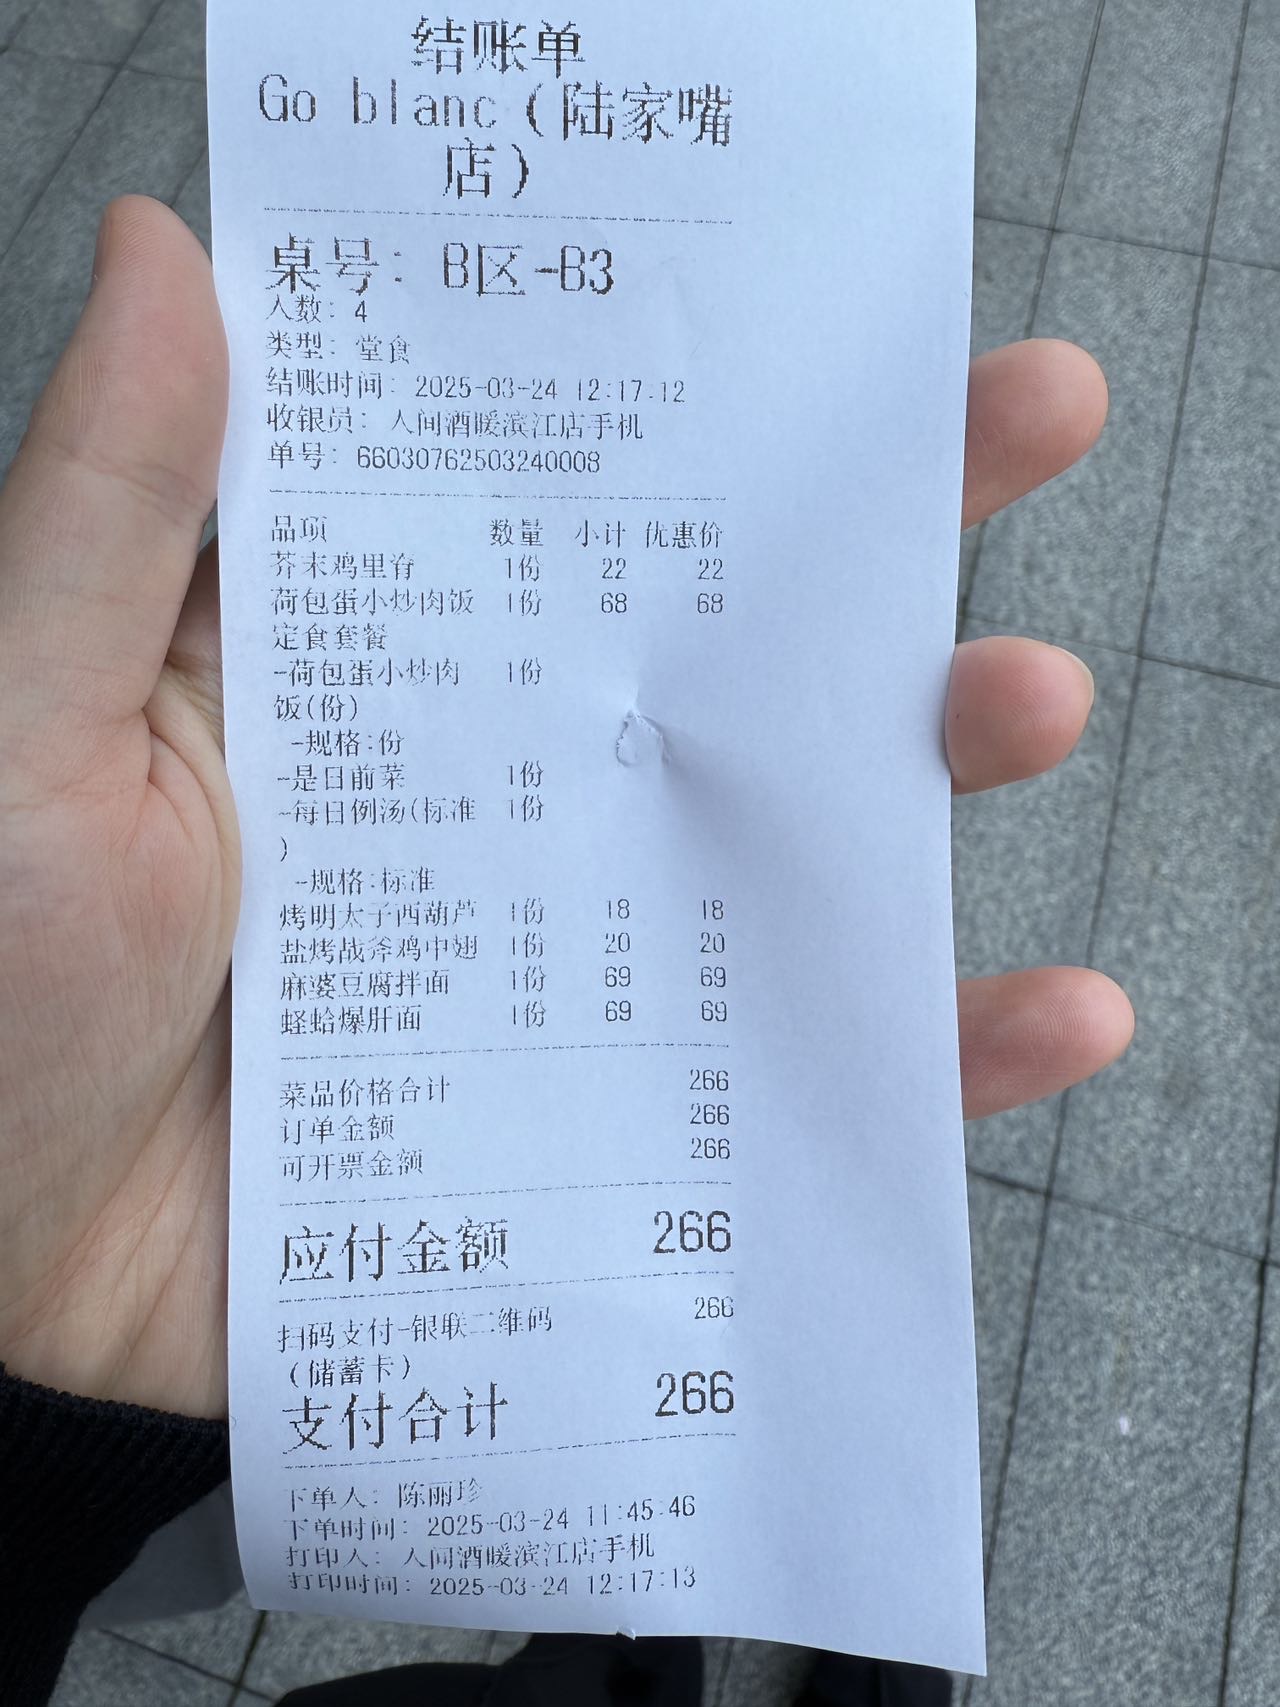 结账单
Go blanc(陆家嘴
店)
桌号: B区-B3
人数: 4
类型: 堂食
结账时间: 2025-03-24 12:17:12
收银员: 人间酒暖滨江店手机
单号: 660307625032​40008
品项 数量 小计 优惠价
芥末鸡里脊 1份 22 22
荷包蛋小炒肉饭 1份 68 68
定食套餐
-荷包蛋小炒肉 1份
饭(份)
-规格:份
-是日前菜 1份
-每日例汤(标准 1份
)
-规格:标准
烤明太子西葫芦 1份 18 18
盐烤战斧鸡中翅 1份 20 20
麻婆豆腐拌面 1份 69 69
蛏蛤爆肝面 1份 69 69
菜品价格合计 266
订单金额 266
可开票金额 266
应付金额 266
扫码支付-银联二维码 266
(储蓄卡)
支付合计 266
下单人: 陈丽珍
下单时间: 2025-03-24 11:45:46
打印人: 人间酒暖滨江店手机
打印时间: 2025-03-24 12:17:13